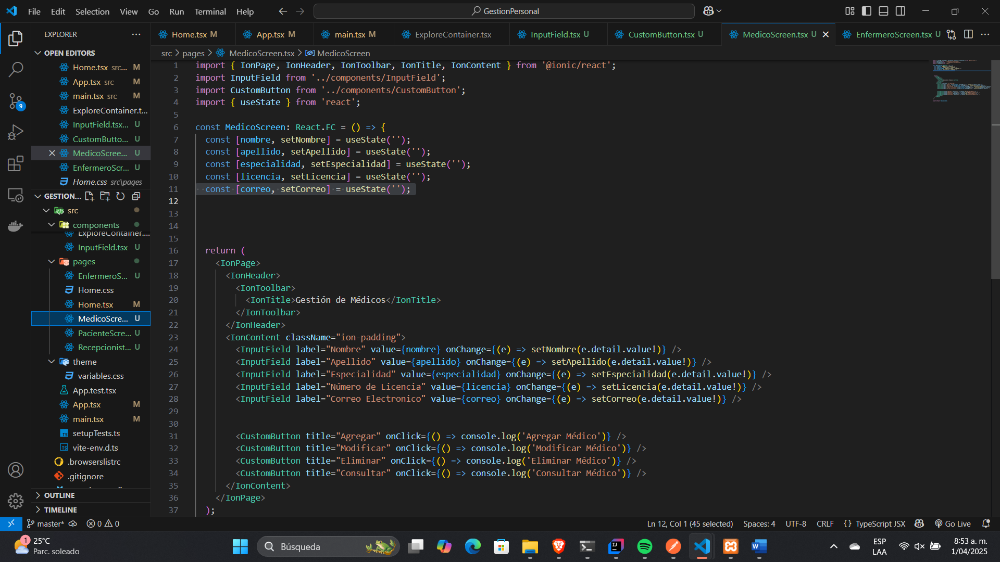 File Edit Selection View Go Run Terminal Help
GestionPersonal
EXPLORER
OPEN EDITORS
Home.tsx src... M
App.tsx src M
main.tsx src M
ExploreContainer.t...
InputField.tsx... U
CustomButto... U
MedicoScree... U
EnfermeroScr... U
Home.css src\pages
GESTION...
src
components
ExploreContainer....
InputField.tsx U
pages
EnfermeroS... U
Home.css
Home.tsx M
MedicoScre... U
PacienteScre... U
Recepcionist... U
theme
variables.css
App.test.tsx
App.tsx M
main.tsx M
setupTests.ts
vite-env.d.ts
.browserslistrc
.gitignore
OUTLINE
TIMELINE
9
Home.tsx M App.tsx M main.tsx M ExploreContainer.tsx InputField.tsx U CustomButton.tsx U MedicoScreen.tsx U EnfermeroScreen.tsx U
src > pages > MedicoScreen.tsx > MedicoScreen
1 import { IonPage, IonHeader, IonToolbar, IonTitle, IonContent } from '@ionic/react';
2 import InputField from '../components/InputField';
3 import CustomButton from '../components/CustomButton';
4 import { useState } from 'react';
5
6 const MedicoScreen: React.FC = () => {
7 const [nombre, setNombre] = useState('');
8 const [apellido, setApellido] = useState('');
9 const [especialidad, setEspecialidad] = useState('');
10 const [licencia, setLicencia] = useState('');
11 const [correo, setCorreo] = useState('');
12
13
14
15
16 return (
17 <IonPage>
18 <IonHeader>
19 <IonToolbar>
20 <IonTitle>Gestión de Médicos</IonTitle>
21 </IonToolbar>
22 </IonHeader>
23 <IonContent className="ion-padding">
24 <InputField label="Nombre" value={nombre} onChange={(e) => setNombre(e.detail.value!)} />
25 <InputField label="Apellido" value={apellido} onChange={(e) => setApellido(e.detail.value!)} />
26 <InputField label="Especialidad" value={especialidad} onChange={(e) => setEspecialidad(e.detail.value!)} />
27 <InputField label="Número de Licencia" value={licencia} onChange={(e) => setLicencia(e.detail.value!)} />
28 <InputField label="Correo Electronico" value={correo} onChange={(e) => setCorreo(e.detail.value!)} />
29
30
31 <CustomButton title="Agregar" onClick={() => console.log('Agregar Médico')} />
32 <CustomButton title="Modificar" onClick={() => console.log('Modificar Médico')} />
33 <CustomButton title="Eliminar" onClick={() => console.log('Eliminar Médico')} />
34 <CustomButton title="Consultar" onClick={() => console.log('Consultar Médico')} />
35 </IonContent>
36 </IonPage>
37 );
master* 0 0 Ln 12, Col 1 (45 selected) Spaces: 4 UTF-8 CRLF {} TypeScript JSX Go Live
1
25°C
Parc. soleado
Búsqueda
ESP
LAA
8:53 a. m.
1/04/2025